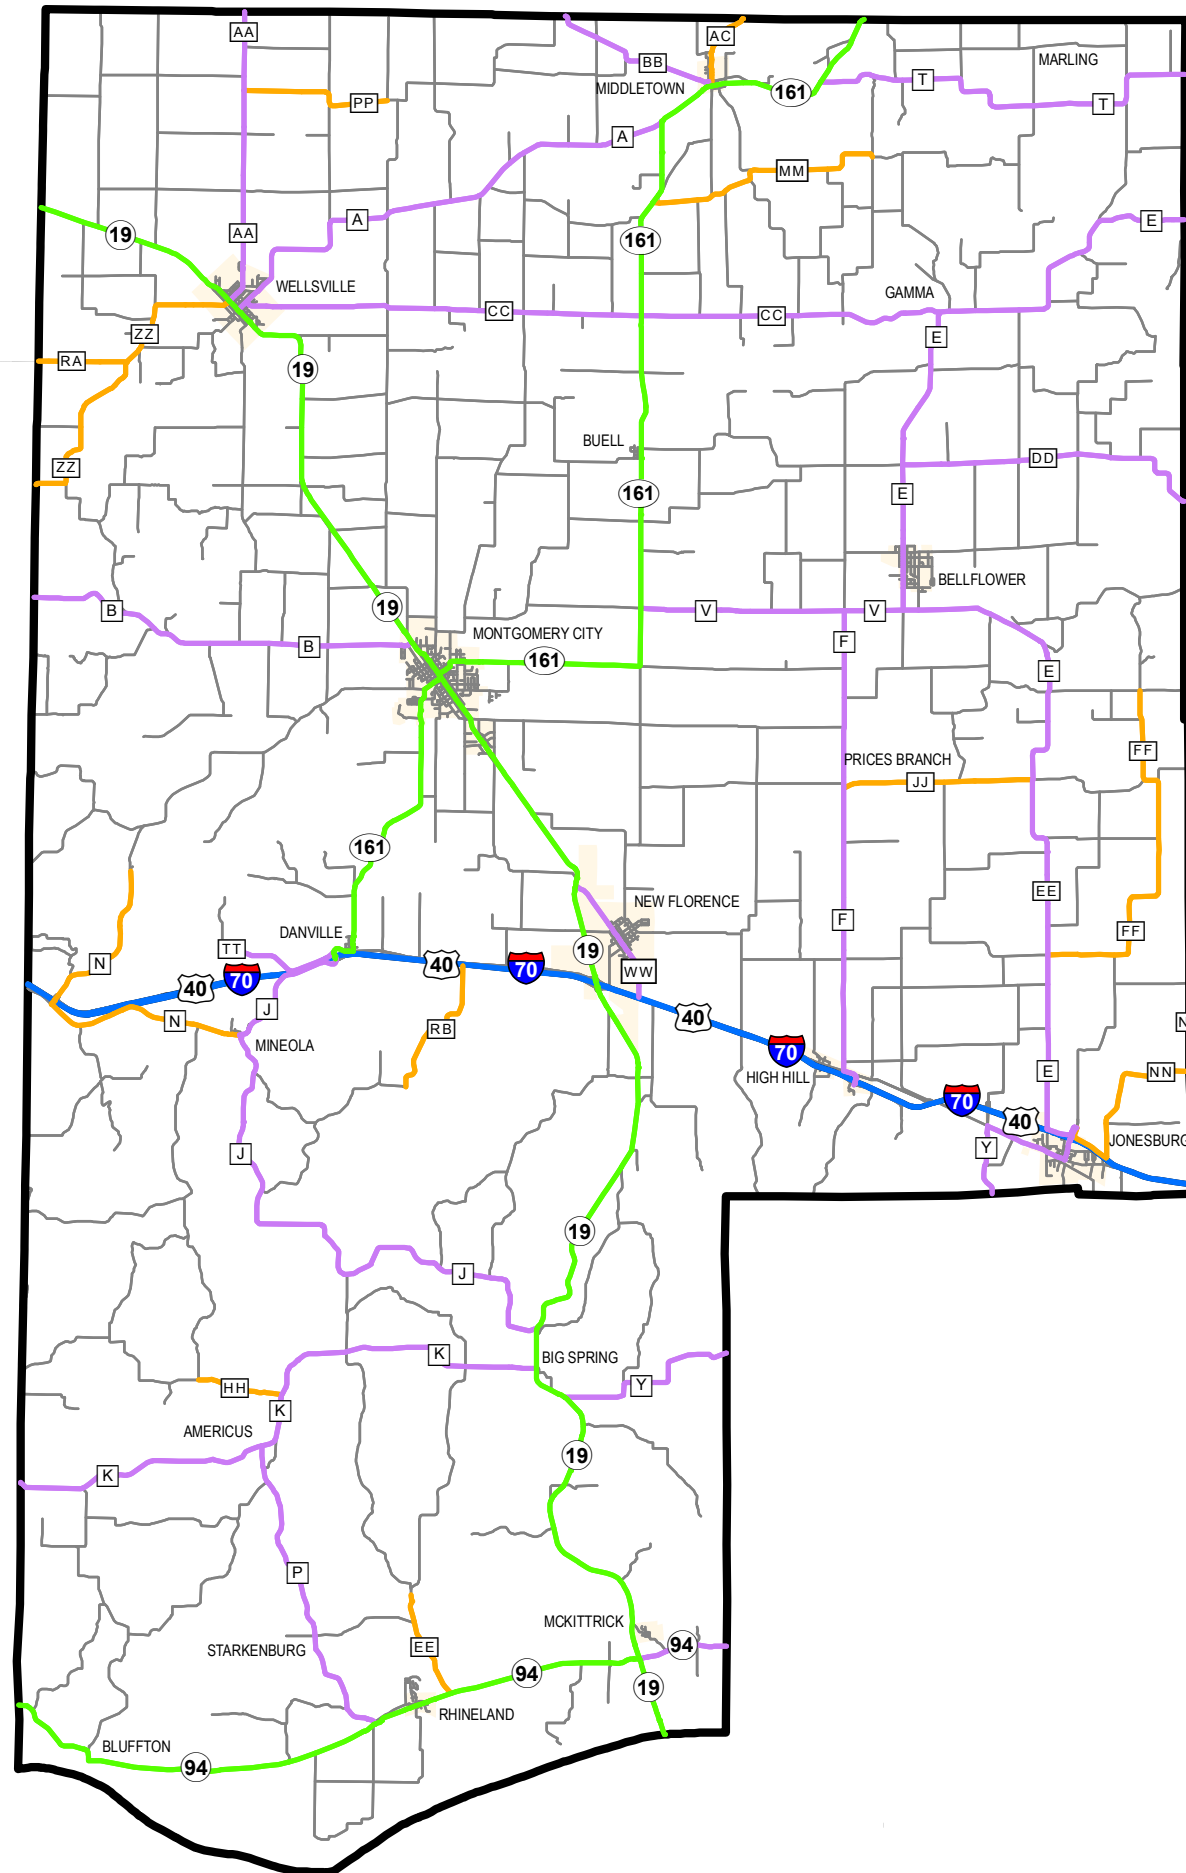 AA
AC
BB
MARLING
MIDDLETOWN
T
161
PP
T
A
MM
A
E
19
AA
161
WELLSVILLE
GAMMA
CC
CC
ZZ
E
RA
19
BUELL
ZZ
DD
161
E
BELLFLOWER
B
19
V
V
MONTGOMERY CITY
F
B
161
E
FF
PRICES BRANCH
JJ
161
EE
NEW FLORENCE
F
DANVILLE
FF
TT
19
N
40
70
WW
70
40
J
40
N
N
RB
MINEOLA
70
HIGH HILL
E
NN
70
40
J
Y
JONESBURG
19
J
K
BIG SPRING
HH
Y
K
AMERICUS
19
K
P
MCKITTRICK
STARKENBURG
EE
94
94
19
RHINELAND
BLUFFTON
94